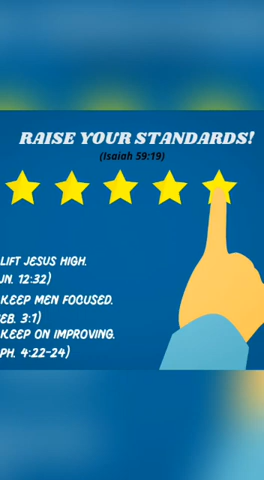 RAISE YOUR STANDARDS!
(Isaiah 59:19)
LIFT JESUS HIGH.
JN. 12:32)
KEEP MEN FOCUSED.
EB. 3:1)
KEEP ON IMPROVING.
PH. 4:22-24)